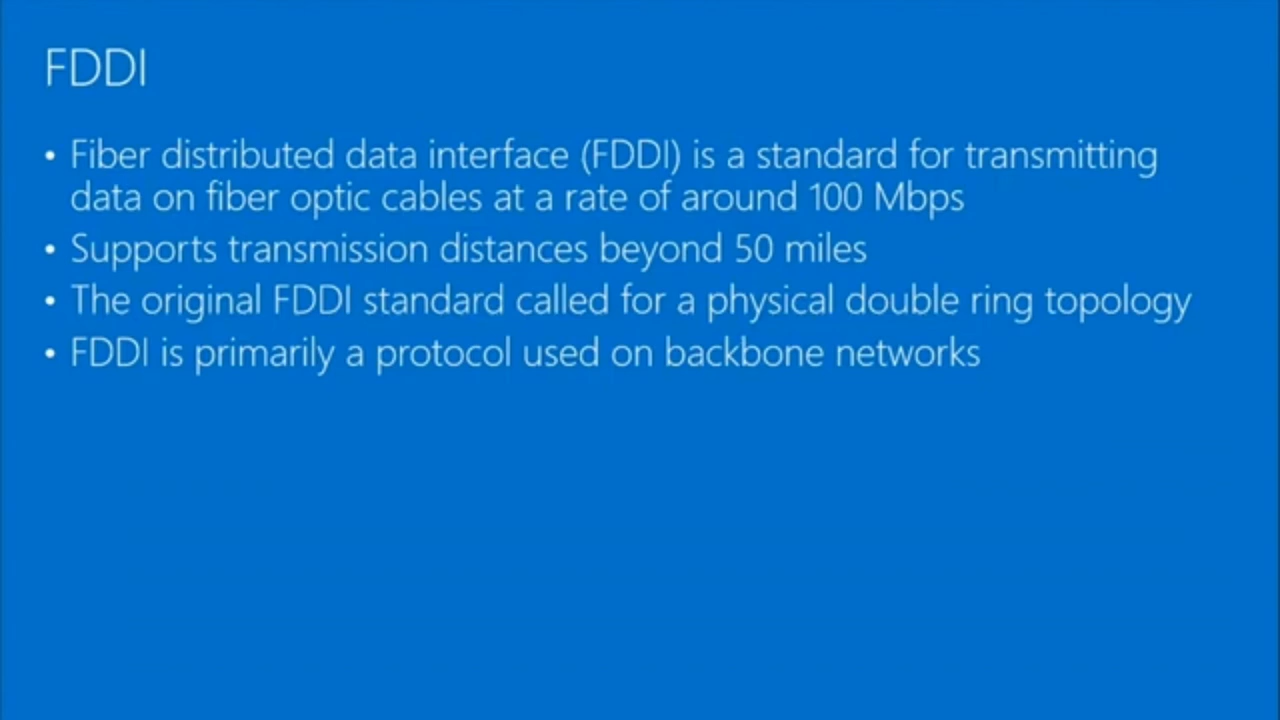 FDDI
• Fiber distributed data interface (FDDI) is a standard for transmitting
data on fiber optic cables at a rate of around 100 Mbps
• Supports transmission distances beyond 50 miles
• The original FDDI standard called for a physical double ring topology
• FDDI is primarily a protocol used on backbone networks